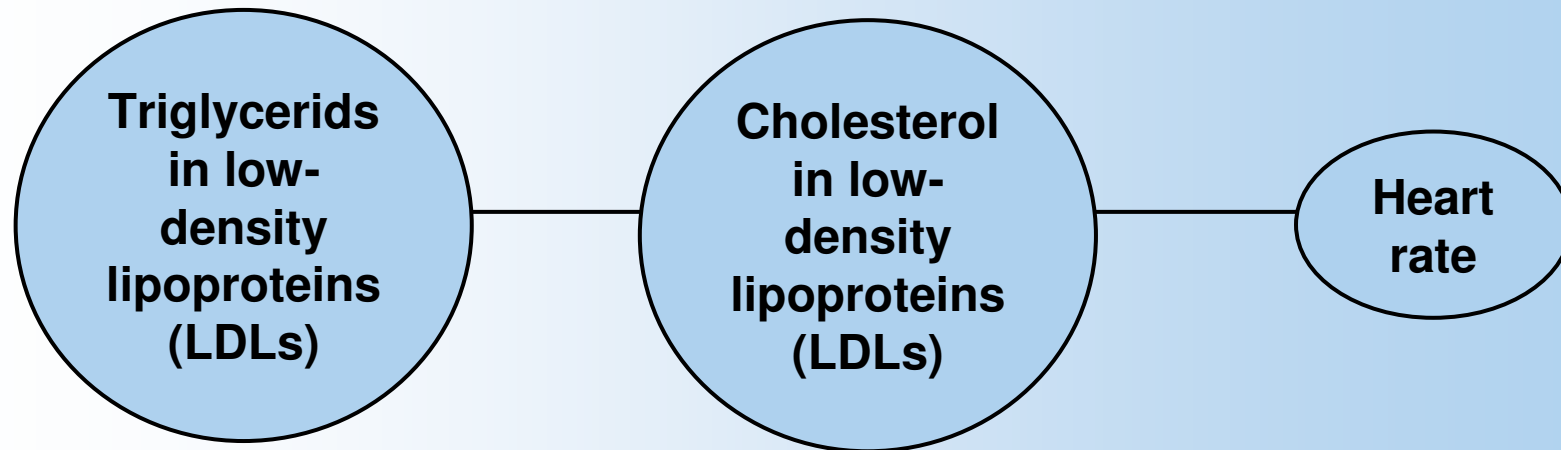 Triglycerids
in low-
density
lipoproteins
(LDLs)
Cholesterol
in low-
density
lipoproteins
(LDLs)
Heart
rate